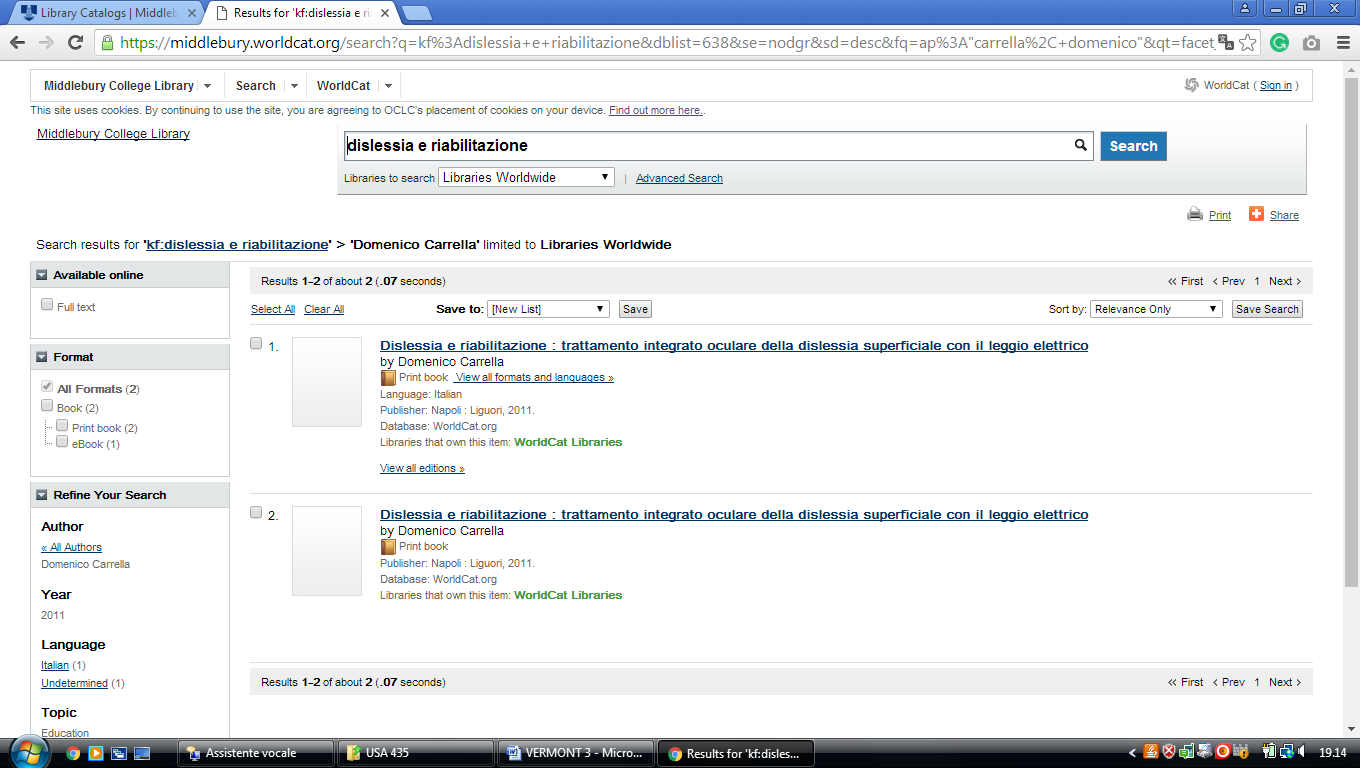 Library Catalogs | Middleb
Results for 'kf:dislessia e ri
https://middlebury.worldcat.org/search?q=kf%3Adislessia+e+riabilitazione&dblist=638&se=nodgr&sd=desc&fq=ap%3A"carrella%2C+domenico"&qt=facet_
Middlebury College Library Search WorldCat
WorldCat ( Sign in )
This site uses cookies. By continuing to use the site, you are agreeing to OCLC's placement of cookies on your device. Find out more here..
Middlebury College Library
dislessia e riabilitazione
Search
Libraries to search Libraries Worldwide | Advanced Search
Print Share
Search results for 'kf:dislessia e riabilitazione' > 'Domenico Carrella' limited to Libraries Worldwide
Available online
Full text
Format
All Formats (2)
Book (2)
Print book (2)
eBook (1)
Refine Your Search
Author
« All Authors
Domenico Carrella
Year
2011
Language
Italian (1)
Undetermined (1)
Topic
Education
Results 1-2 of about 2 (.07 seconds)
« First < Prev 1 Next >
Select All Clear All Save to: [New List] Save
Sort by: Relevance Only Save Search
1. Dislessia e riabilitazione : trattamento integrato oculare della dislessia superficiale con il leggio elettrico
by Domenico Carrella
Print book View all formats and languages »
Language: Italian
Publisher: Napoli : Liguori, 2011.
Database: WorldCat.org
Libraries that own this item: WorldCat Libraries
View all editions »
2. Dislessia e riabilitazione : trattamento integrato oculare della dislessia superficiale con il leggio elettrico
by Domenico Carrella
Print book
Publisher: Napoli : Liguori, 2011.
Database: WorldCat.org
Libraries that own this item: WorldCat Libraries
Results 1-2 of about 2 (.07 seconds)
« First < Prev 1 Next >
Assistente vocale
USA 435
VERMONT 3 - Micro...
Results for 'kf:disles...
19.14